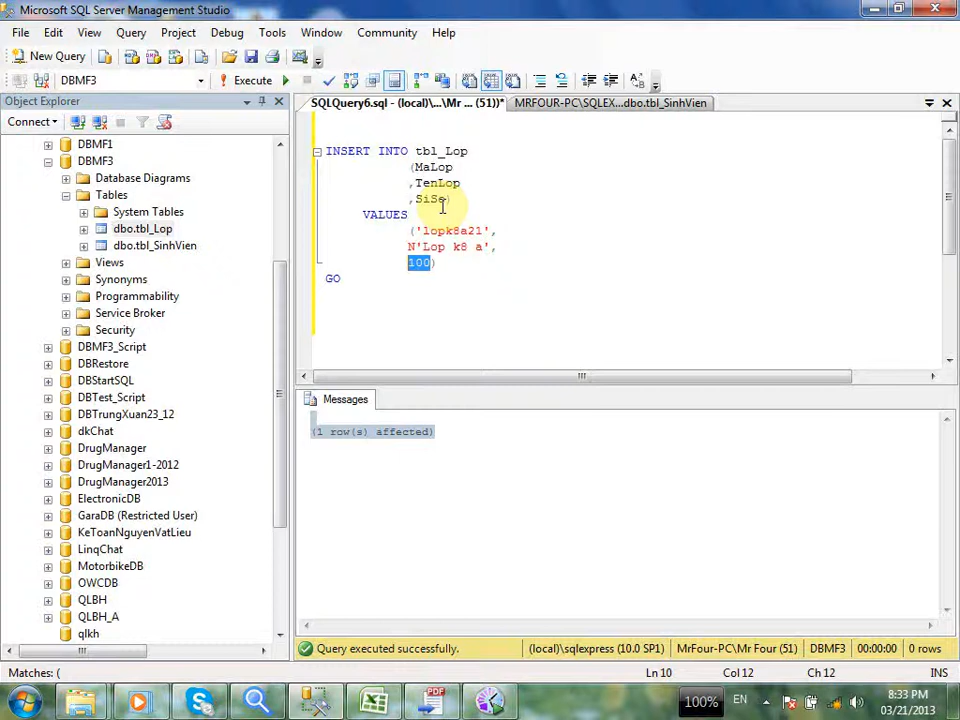 Microsoft SQL Server Management Studio
File Edit View Query Project Debug Tools Window Community Help
New Query
DBMF3 Execute
Object Explorer
SQLQuery6.sql - (local)\...\Mr ... (51))* MRFOUR-PC\SQLEX...dbo.tbl_SinhVien
Connect
DBMF1
DBMF3
Database Diagrams
Tables
System Tables
dbo.tbl_Lop
dbo.tbl_SinhVien
Views
Synonyms
Programmability
Service Broker
Security
DBMF3_Script
DBRestore
DBStartSQL
DBTest_Script
DBTrungXuan23_12
dkChat
DrugManager
DrugManager1-2012
DrugManager2013
ElectronicDB
GaraDB (Restricted User)
KeToanNguyenVatLieu
LinqChat
MotorbikeDB
OWCDB
QLBH
QLBH_A
qlkh
INSERT INTO tbl_Lop
(MaLop
,TenLop
,SiSo)
VALUES
('lopk8a21',
N'Lop k8 a',
100)
GO
Messages
(1 row(s) affected)
Query executed successfully. (local)\sqlexpress (10.0 SP1) MrFour-PC\Mr Four (51) DBMF3 00:00:00 0 rows
Matches: ( Ln 10 Col 12 Ch 12 INS
100% EN 8:33 PM
03/21/2013